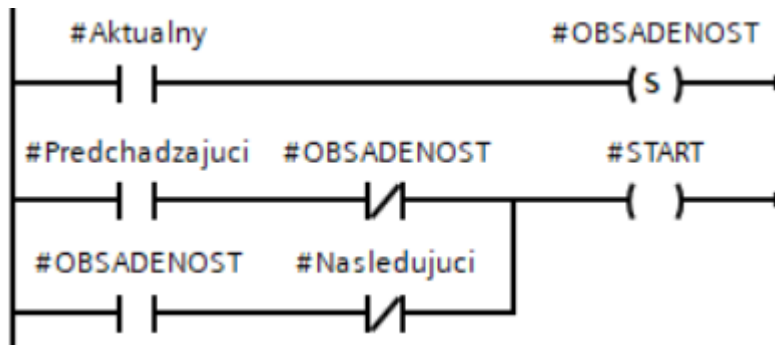 #Aktualny #OBSADENOST
S
#Predchadzajuci #OBSADENOST #START
#OBSADENOST #Nasledujuci